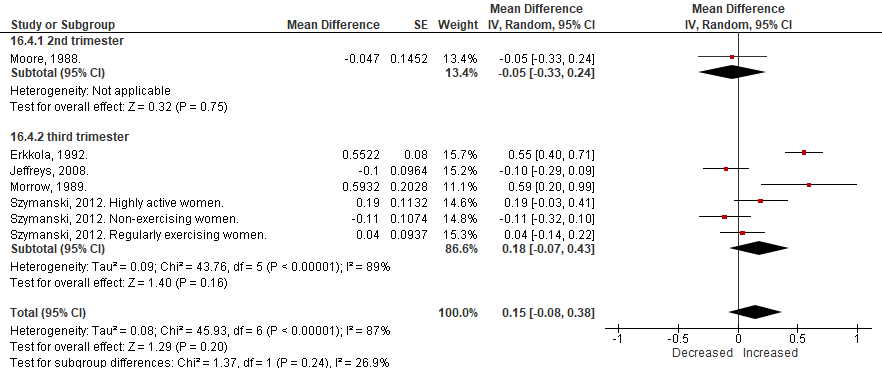 Mean Difference Mean Difference
Study or Subgroup Mean Difference SE Weight IV, Random, 95% CI IV, Random, 95% CI
16.4.1 2nd trimester
Moore, 1988. -0.047 0.1452 13.4% -0.05 [-0.33, 0.24]
Subtotal (95% CI) 13.4% -0.05 [-0.33, 0.24]
Heterogeneity: Not applicable
Test for overall effect: Z = 0.32 (P = 0.75)
16.4.2 third trimester
Erkkola, 1992. 0.5522 0.08 15.7% 0.55 [0.40, 0.71]
Jeffreys, 2008. -0.1 0.0964 15.2% -0.10 [-0.29, 0.09]
Morrow, 1989. 0.5932 0.2028 11.1% 0.59 [0.20, 0.99]
Szymanski, 2012. Highly active women. 0.19 0.1132 14.6% 0.19 [-0.03, 0.41]
Szymanski, 2012. Non-exercising women. -0.11 0.1074 14.8% -0.11 [-0.32, 0.10]
Szymanski, 2012. Regularly exercising women. 0.04 0.0937 15.3% 0.04 [-0.14, 0.22]
Subtotal (95% CI) 86.6% 0.18 [-0.07, 0.43]
Heterogeneity: Tau² = 0.09; Chi² = 43.76, df = 5 (P < 0.00001); I² = 89%
Test for overall effect: Z = 1.40 (P = 0.16)
Total (95% CI) 100.0% 0.15 [-0.08, 0.38]
Heterogeneity: Tau² = 0.08; Chi² = 45.93, df = 6 (P < 0.00001); I² = 87%
Test for overall effect: Z = 1.29 (P = 0.20)
Test for subgroup differences: Chi² = 1.37, df = 1 (P = 0.24), I² = 26.9%
-1 -0.5 0 0.5 1
Decreased Increased